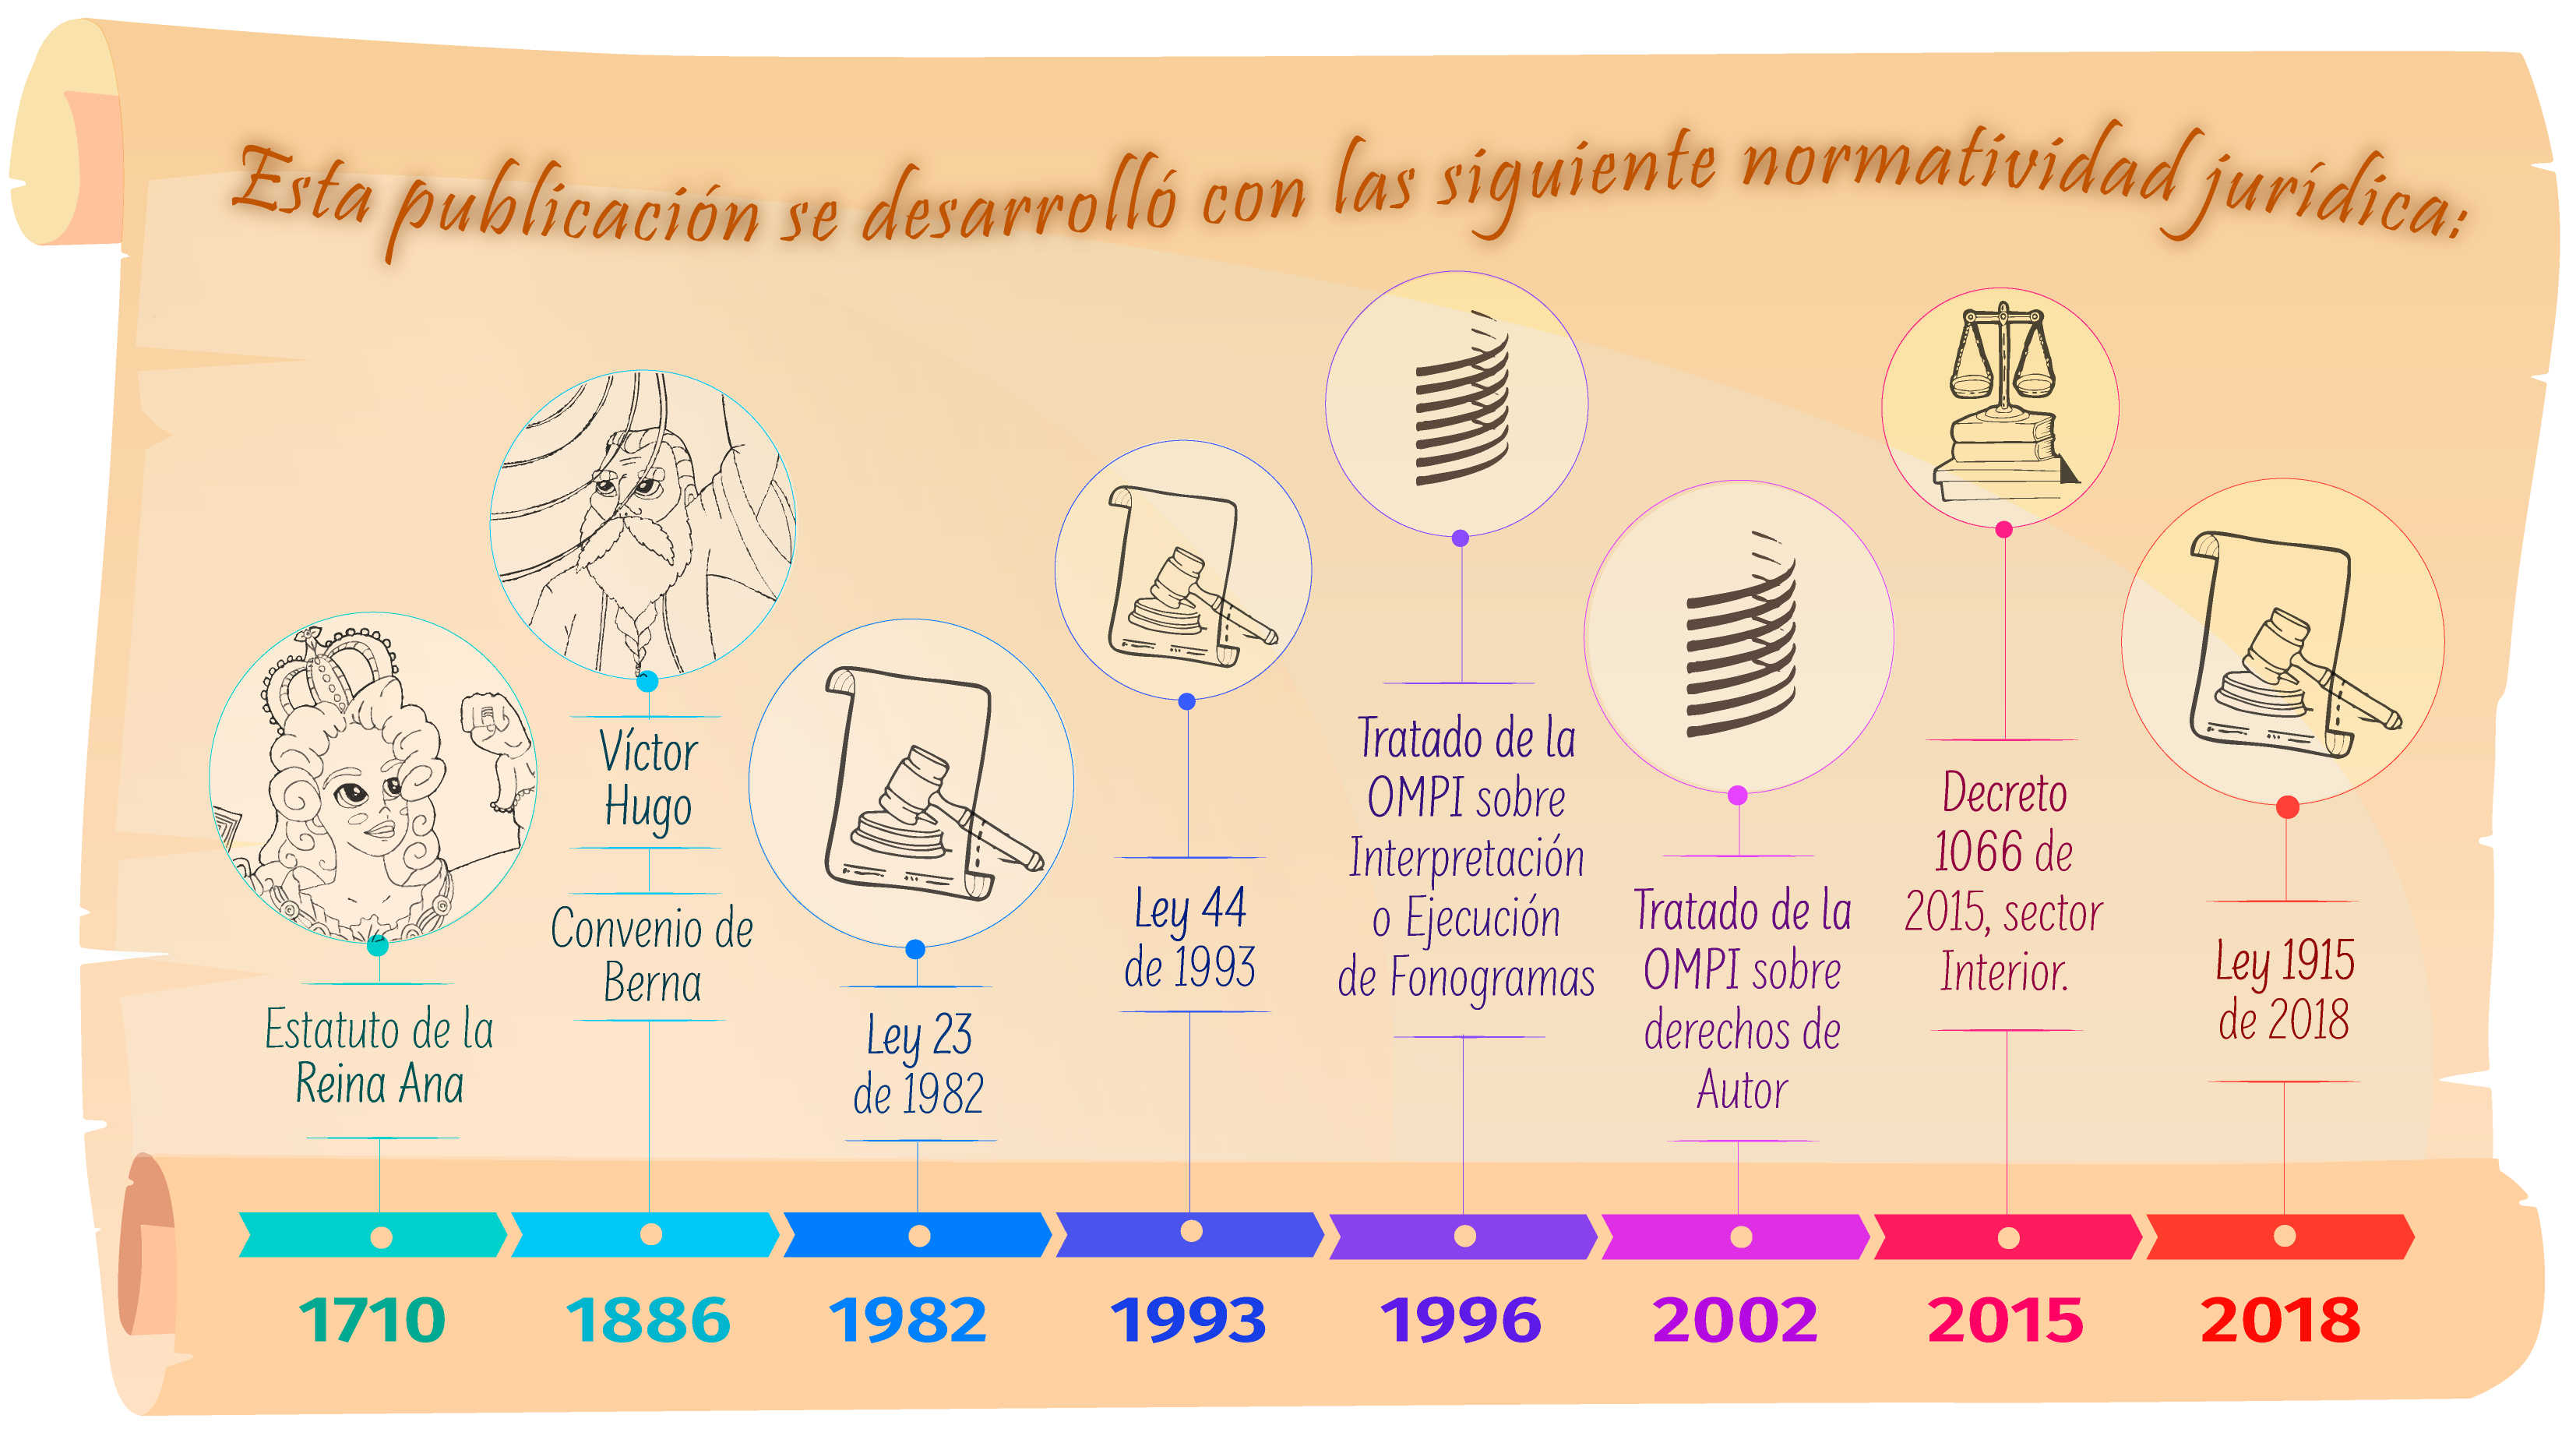 Esta publicación se desarrolló con las siguiente normatividad jurídica:
Estatuto de la
Reina Ana
Víctor
Hugo
Convenio de
Berna
Ley 23
de 1982
Ley 44
de 1993
Tratado de la
OMPI sobre
Interpretación
o Ejecución
de Fonogramas
Tratado de la
OMPI sobre
derechos de
Autor
Decreto
1066 de
2015, sector
Interior.
Ley 1915
de 2018
1710
1886
1982
1993
1996
2002
2015
2018